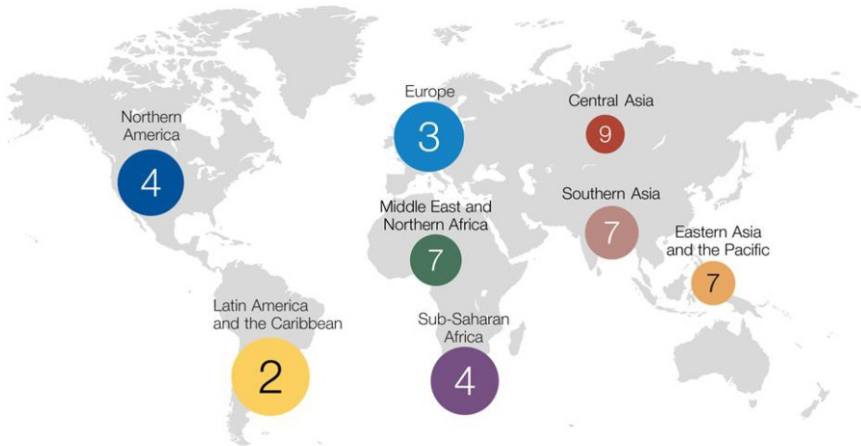 Europe
3
Central Asia
9
Northern
America
4
Southern Asia
7
Middle East and
Northern Africa
7
Eastern Asia
and the Pacific
7
Latin America
and the Caribbean
2
Sub-Saharan
Africa
4